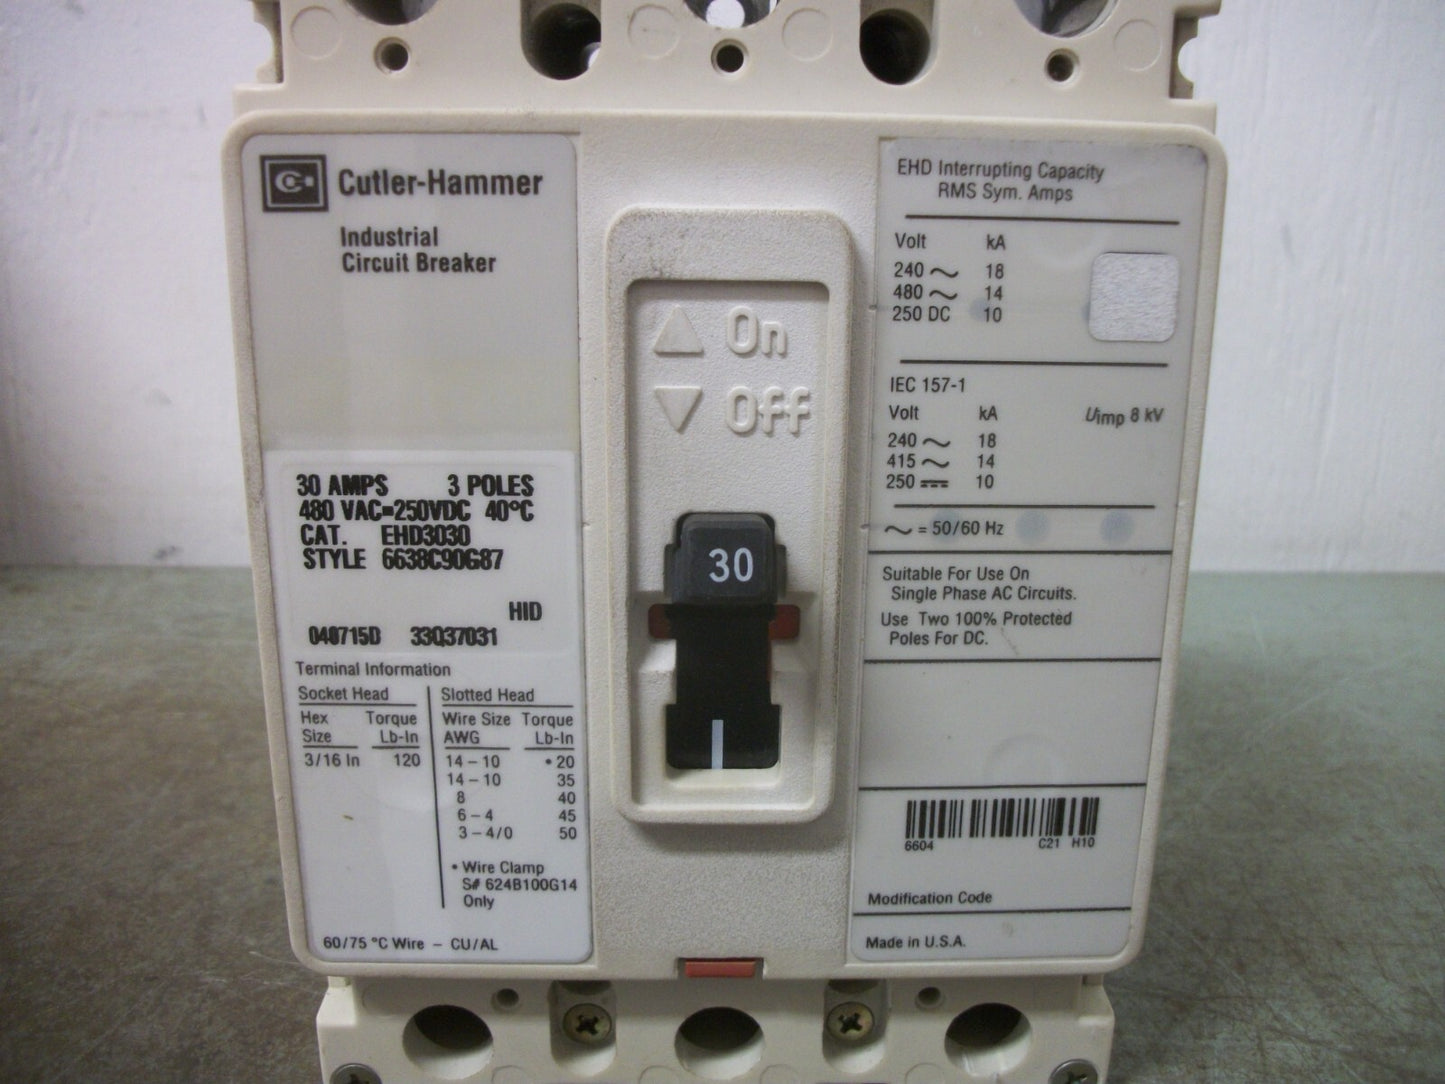 Cutler-Hammer
Industrial
Circuit Breaker
30 AMPS 3 POLES
480 VAC=250VDC 40°C
CAT. EHD3030
STYLE 6638C90G87
HID
040715D 33Q37031
Terminal Information
Socket Head
Hex Torque
Size Lb-In
3/16 In 120
Slotted Head
Wire Size Torque
AWG Lb-In
14 – 10 • 20
14 – 10 35
8 40
6 – 4 45
3 – 4/0 50
• Wire Clamp
S# 624B100G14
Only
60/75 °C Wire – CU/AL
On
Off
30
EHD Interrupting Capacity
RMS Sym. Amps
Volt kA
240 ~ 18
480 ~ 14
250 DC 10
IEC 157-1
Volt kA Uimp 8 kV
240 ~ 18
415 ~ 14
250 ⎓ 10
~ = 50/60 Hz
Suitable For Use On
Single Phase AC Circuits.
Use Two 100% Protected
Poles For DC.
6604 C21 H10
Modification Code
Made in U.S.A.